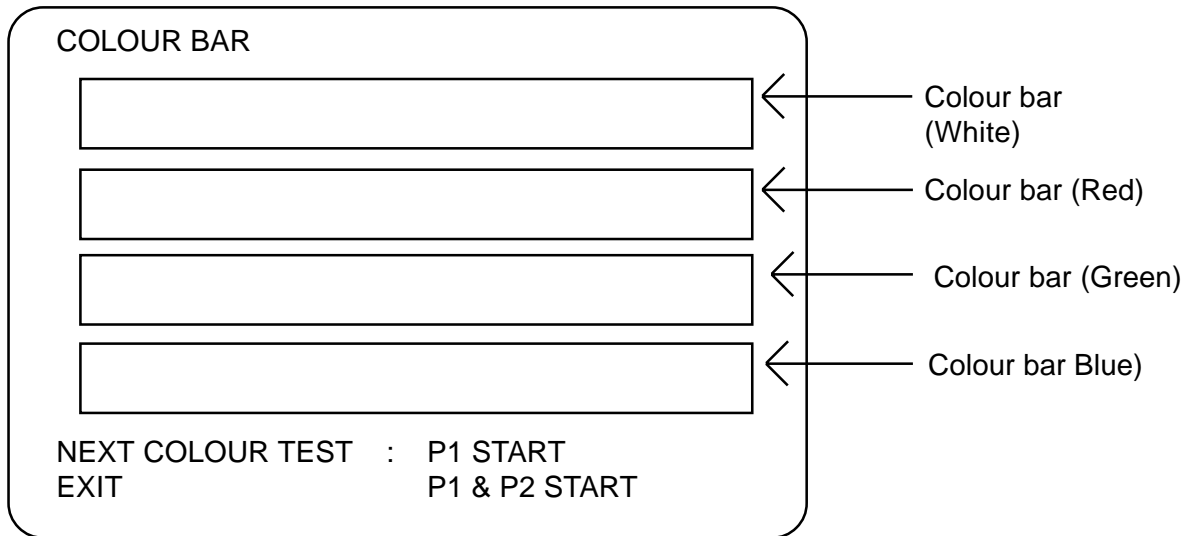 COLOUR BAR
Colour bar
(White)
Colour bar (Red)
Colour bar (Green)
Colour bar Blue)
NEXT COLOUR TEST : P1 START
EXIT P1 & P2 START